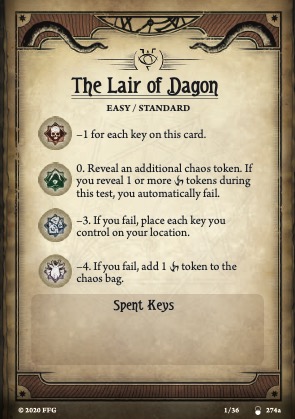 The Lair of Dagon
EASY / STANDARD
–1 for each key on this card.
0. Reveal an additional chaos token. If
you reveal 1 or more tokens during
this test, you automatically fail.
–3. If you fail, place each key you
control on your location.
–4. If you fail, add 1 token to the
chaos bag.
Spent Keys
© 2020 FFG
1/36
274a